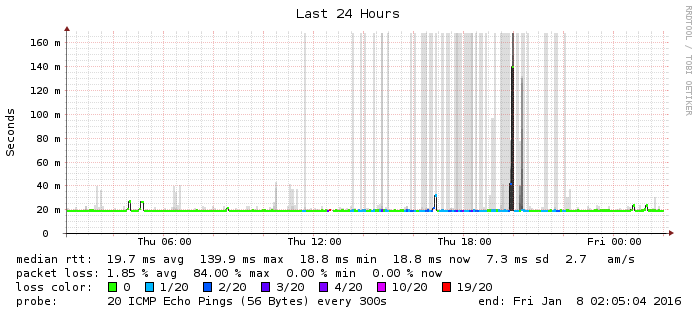 Last 24 Hours
RRDTOOL / TOBI OETIKER
Seconds
160 m
140 m
120 m
100 m
80 m
60 m
40 m
20 m
0
Thu 06:00 Thu 12:00 Thu 18:00 Fri 00:00
median rtt: 19.7 ms avg 139.9 ms max 18.8 ms min 18.8 ms now 7.3 ms sd 2.7 am/s
packet loss: 1.85 % avg 84.00 % max 0.00 % min 0.00 % now
loss color: 0 1/20 2/20 3/20 4/20 10/20 19/20
probe: 20 ICMP Echo Pings (56 Bytes) every 300s end: Fri Jan 8 02:05:04 2016